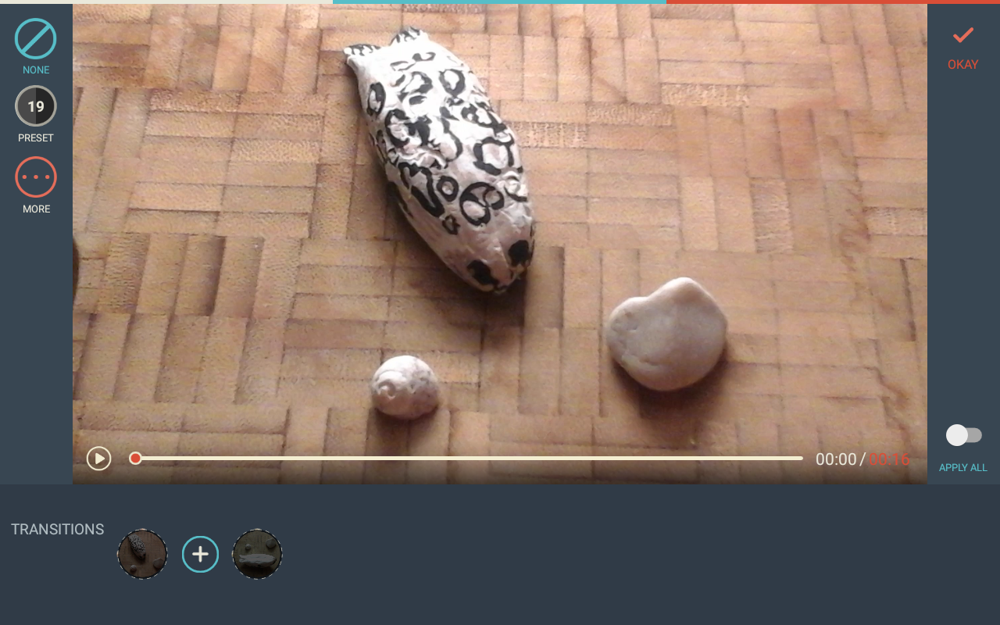 NONE
19
PRESET
MORE
OKAY
00:00 / 00:16
APPLY ALL
TRANSITIONS